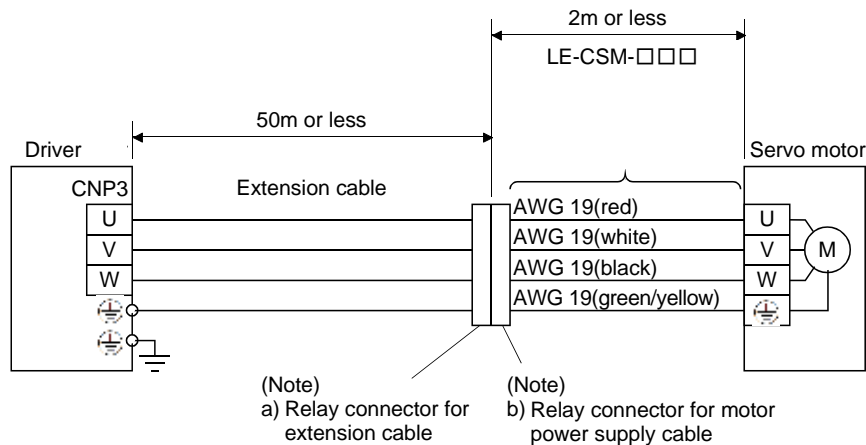 2m or less
LE-CSM-□□□
50m or less
Driver
Servo motor
CNP3
Extension cable
AWG 19(red)
U
U
AWG 19(white)
V
V
M
AWG 19(black)
W
W
AWG 19(green/yellow)
(Note)
a) Relay connector for
extension cable
(Note)
b) Relay connector for motor
power supply cable